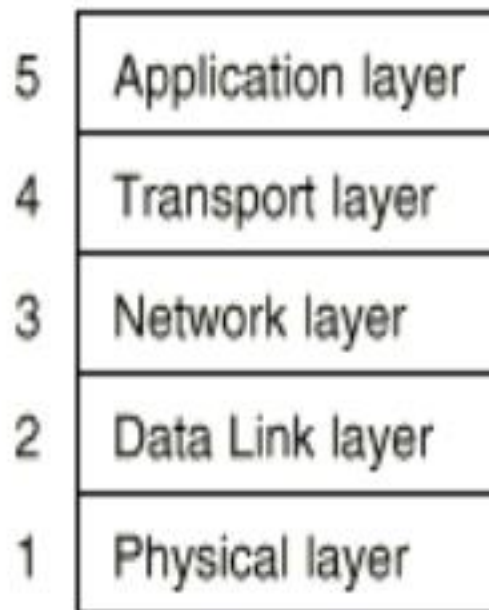 5 Application layer
4 Transport layer
3 Network layer
2 Data Link layer
1 Physical layer